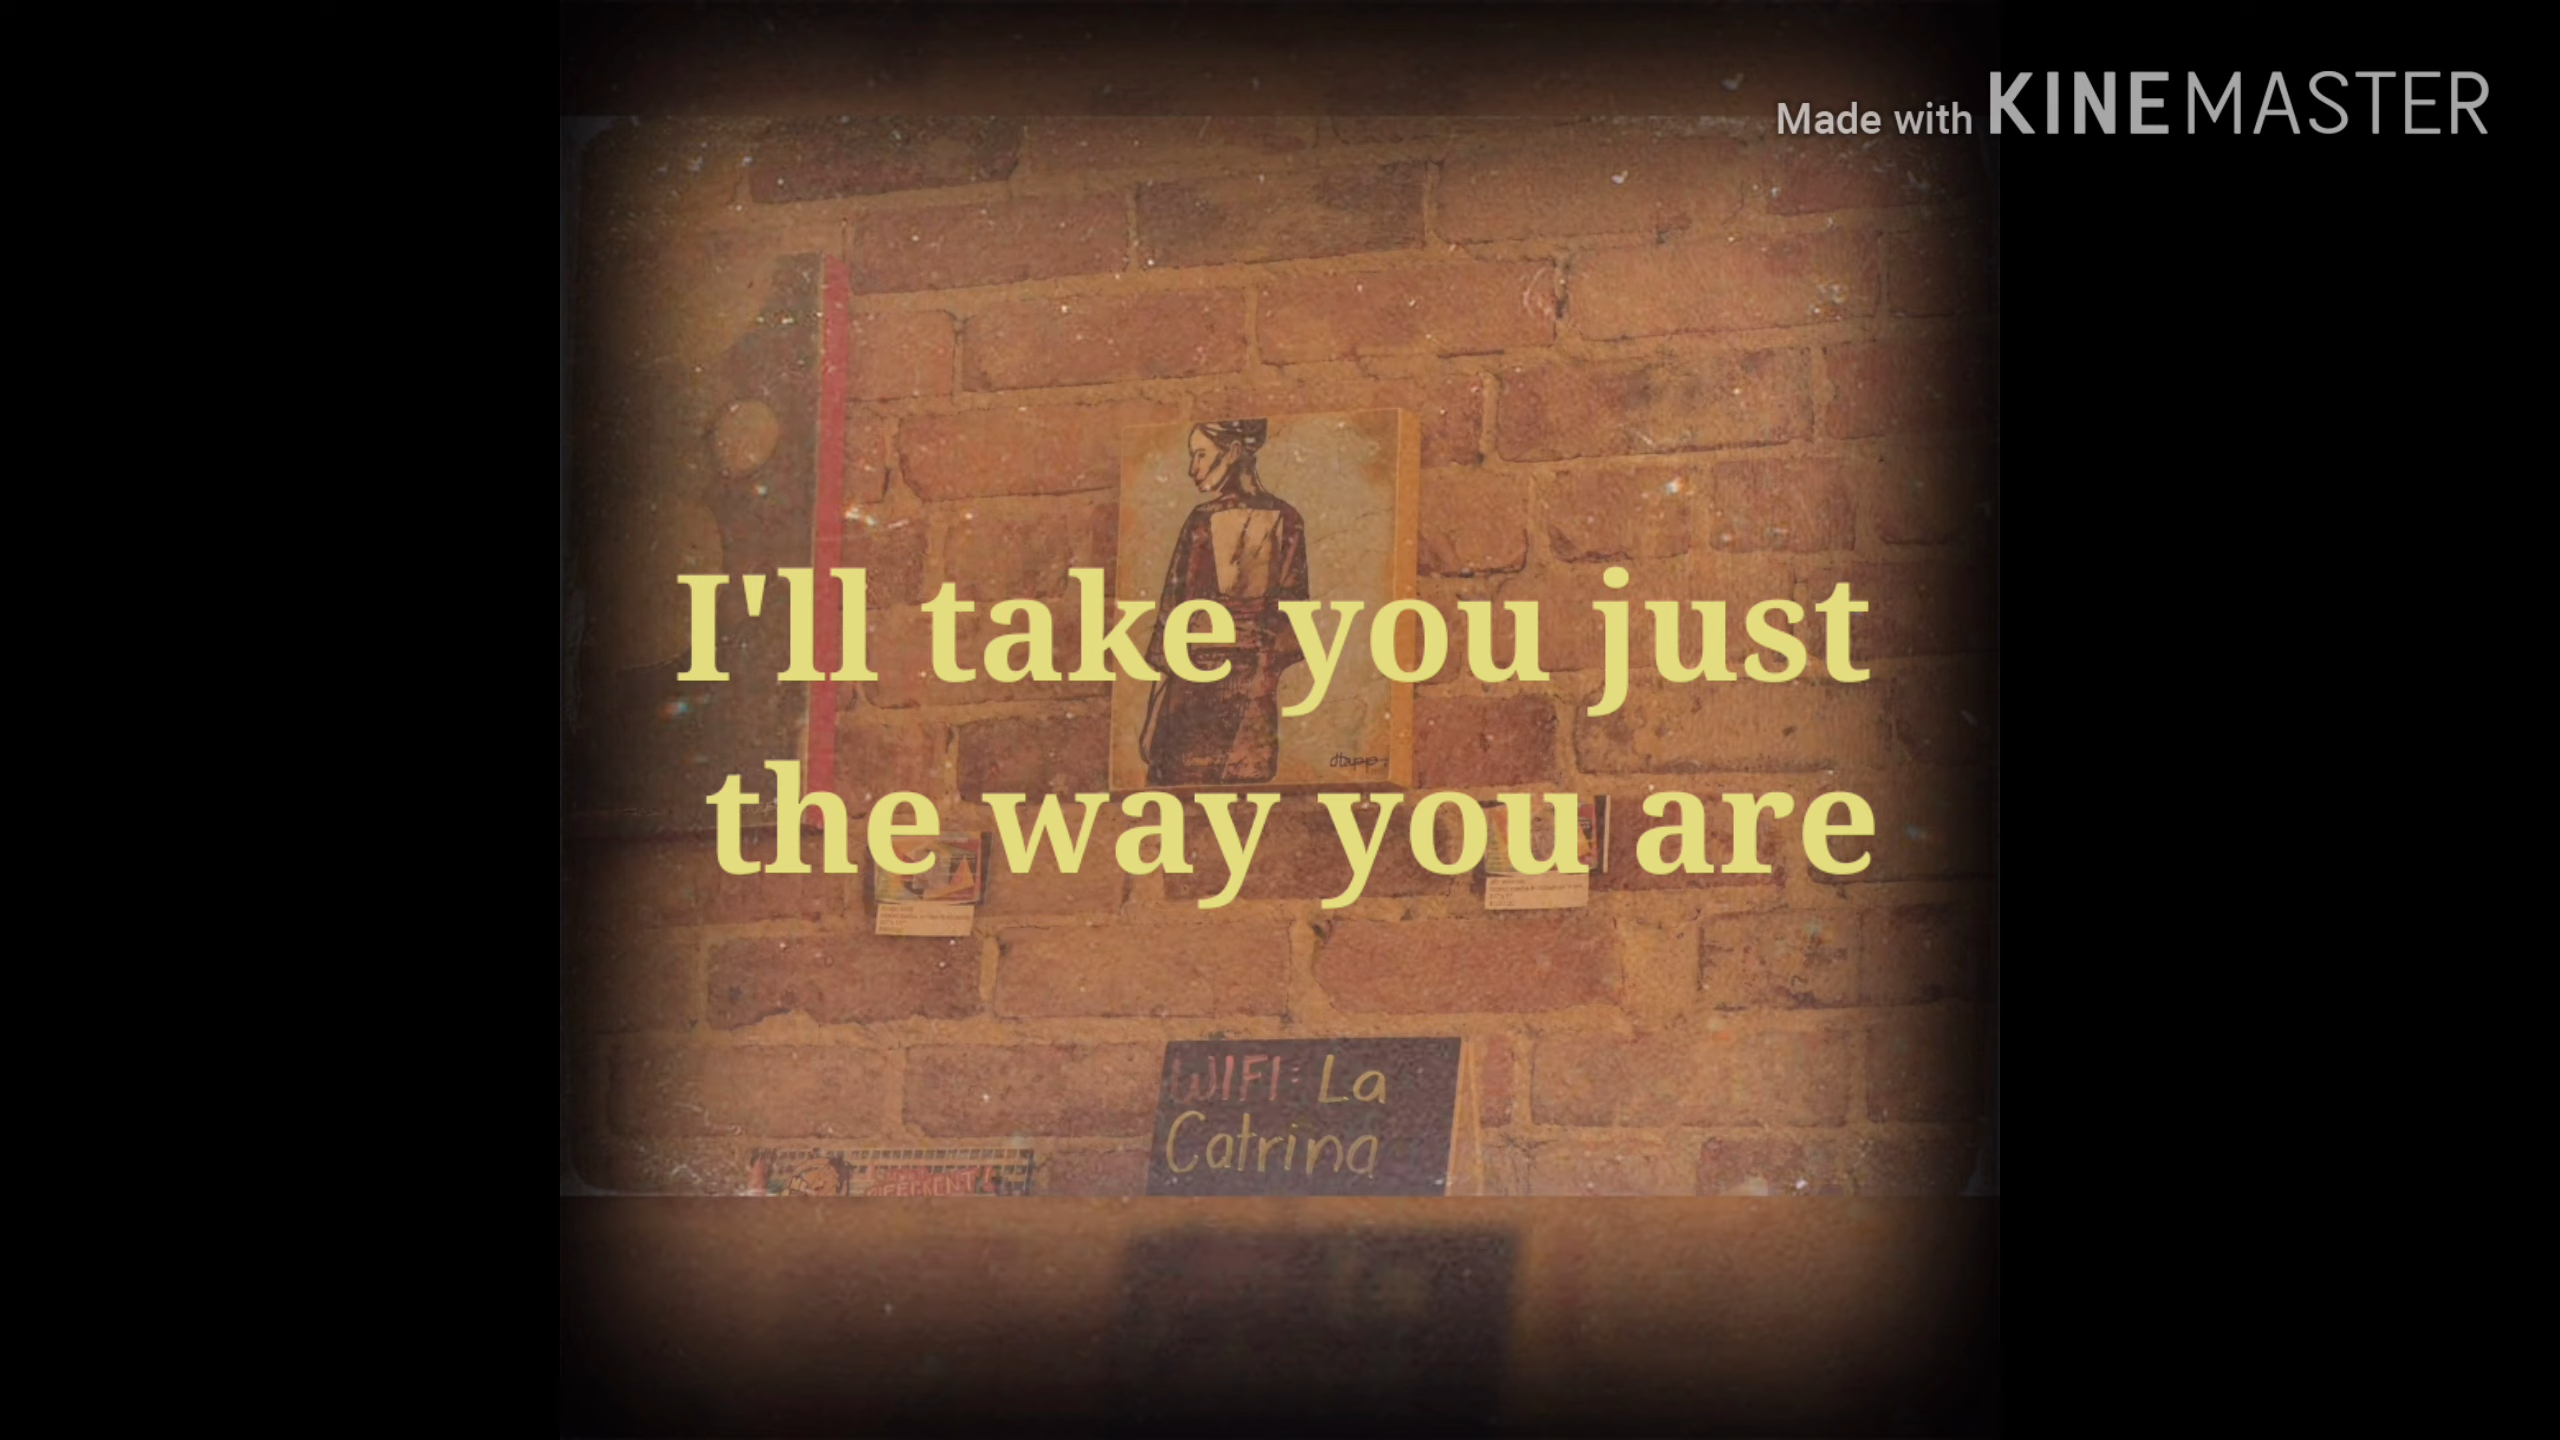 Made with KINEMASTER
I'll take you just
the way you are
WIFI: La
Catrina